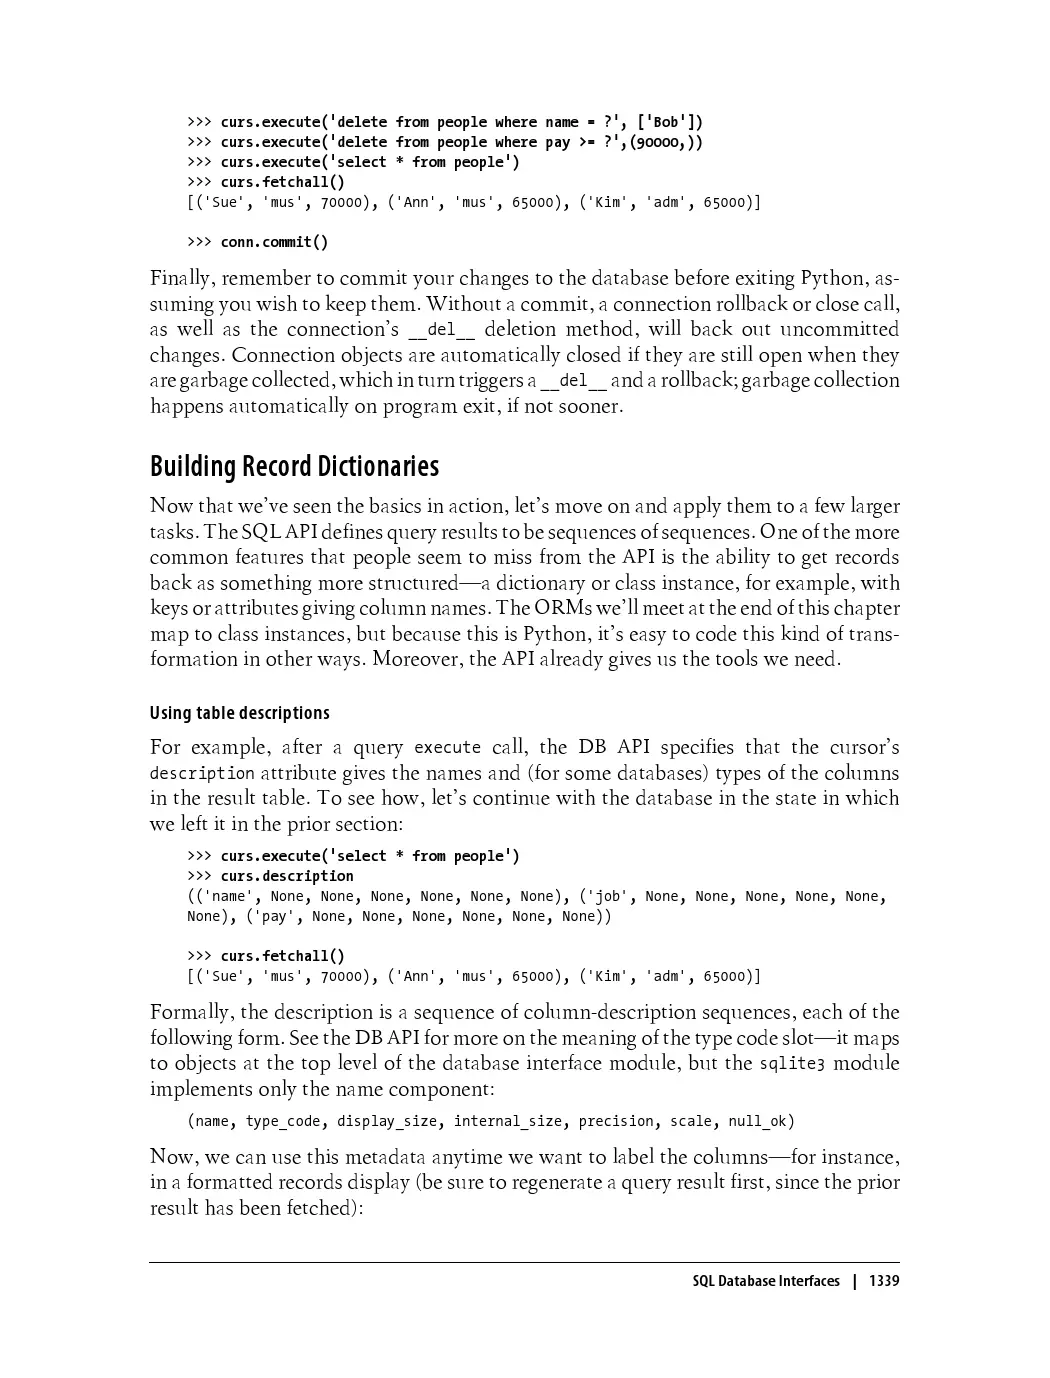 >>> curs.execute('delete from people where name = ?', ['Bob'])
>>> curs.execute('delete from people where pay >= ?',(90000,))
>>> curs.execute('select * from people')
>>> curs.fetchall()
[('Sue', 'mus', 70000), ('Ann', 'mus', 65000), ('Kim', 'adm', 65000)]
>>> conn.commit()
Finally, remember to commit your changes to the database before exiting Python, as-
suming you wish to keep them. Without a commit, a connection rollback or close call,
as well as the connection’s __del__ deletion method, will back out uncommitted
changes. Connection objects are automatically closed if they are still open when they
are garbage collected, which in turn triggers a __del__ and a rollback; garbage collection
happens automatically on program exit, if not sooner.
Building Record Dictionaries
Now that we’ve seen the basics in action, let’s move on and apply them to a few larger
tasks. The SQL API defines query results to be sequences of sequences. One of the more
common features that people seem to miss from the API is the ability to get records
back as something more structured—a dictionary or class instance, for example, with
keys or attributes giving column names. The ORMs we’ll meet at the end of this chapter
map to class instances, but because this is Python, it’s easy to code this kind of trans-
formation in other ways. Moreover, the API already gives us the tools we need.
Using table descriptions
For example, after a query execute call, the DB API specifies that the cursor’s
description attribute gives the names and (for some databases) types of the columns
in the result table. To see how, let’s continue with the database in the state in which
we left it in the prior section:
>>> curs.execute('select * from people')
>>> curs.description
(('name', None, None, None, None, None, None), ('job', None, None, None, None, None,
None), ('pay', None, None, None, None, None, None))
>>> curs.fetchall()
[('Sue', 'mus', 70000), ('Ann', 'mus', 65000), ('Kim', 'adm', 65000)]
Formally, the description is a sequence of column-description sequences, each of the
following form. See the DB API for more on the meaning of the type code slot—it maps
to objects at the top level of the database interface module, but the sqlite3 module
implements only the name component:
(name, type_code, display_size, internal_size, precision, scale, null_ok)
Now, we can use this metadata anytime we want to label the columns—for instance,
in a formatted records display (be sure to regenerate a query result first, since the prior
result has been fetched):
SQL Database Interfaces | 1339